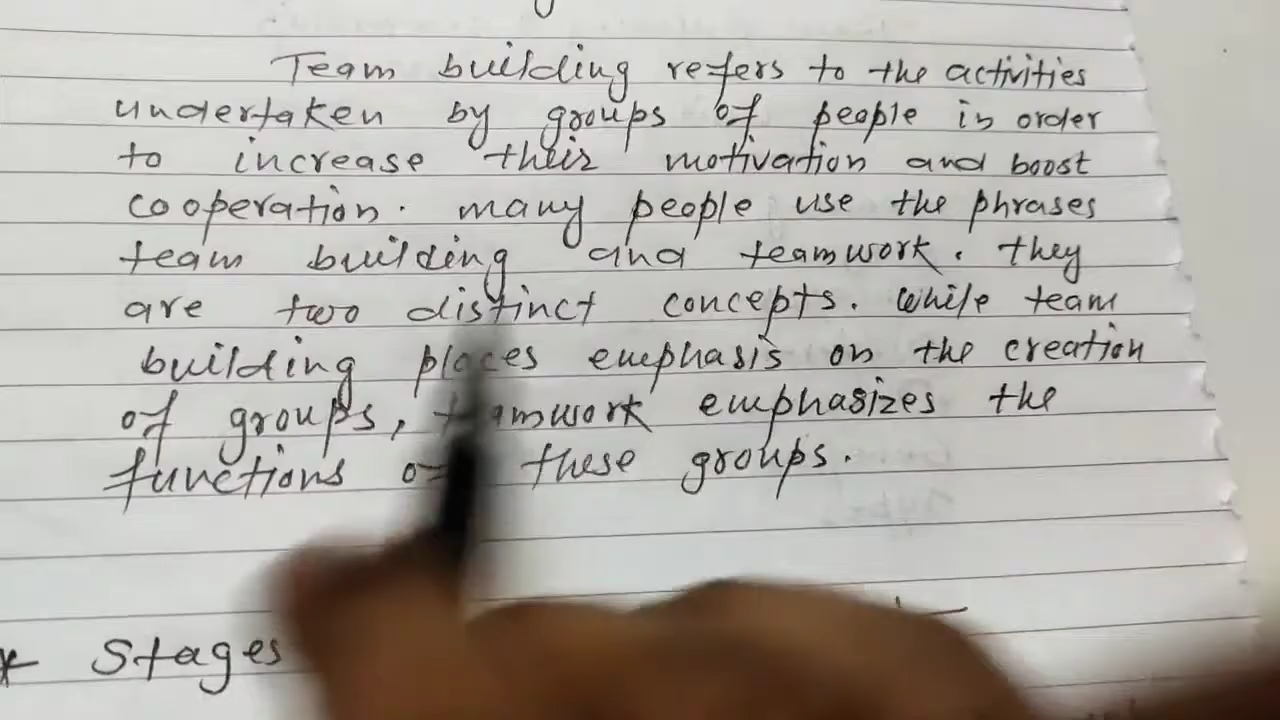 Team building refers to the activities
undertaken by groups of people in order
to increase their motivation and boost
cooperation. many people use the phrases
team building and teamwork. they
are two distinct concepts. While team
building places emphasis on the creation
of groups, teamwork emphasizes the
functions of these groups.
* Stages